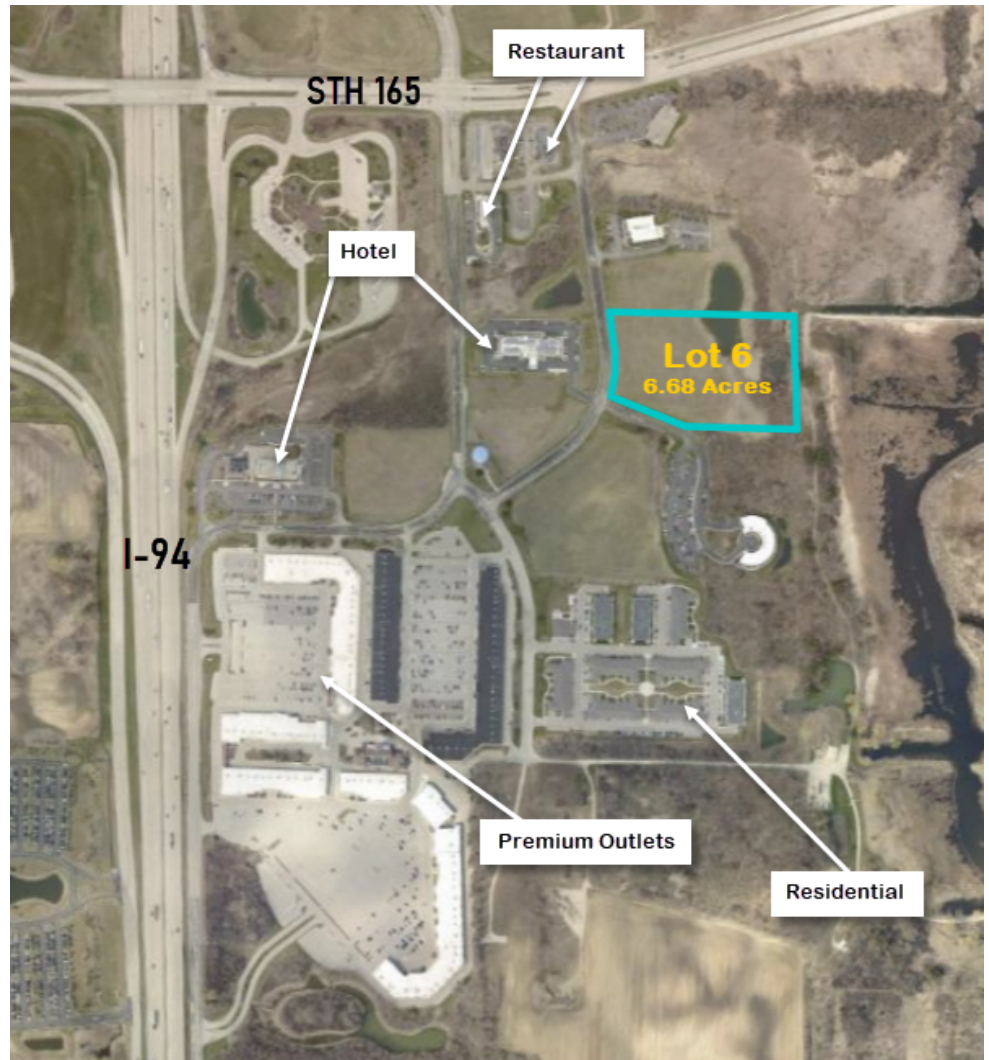 Restaurant
STH 165
Hotel
Lot 6
6.68 Acres
I-94
Premium Outlets
Residential